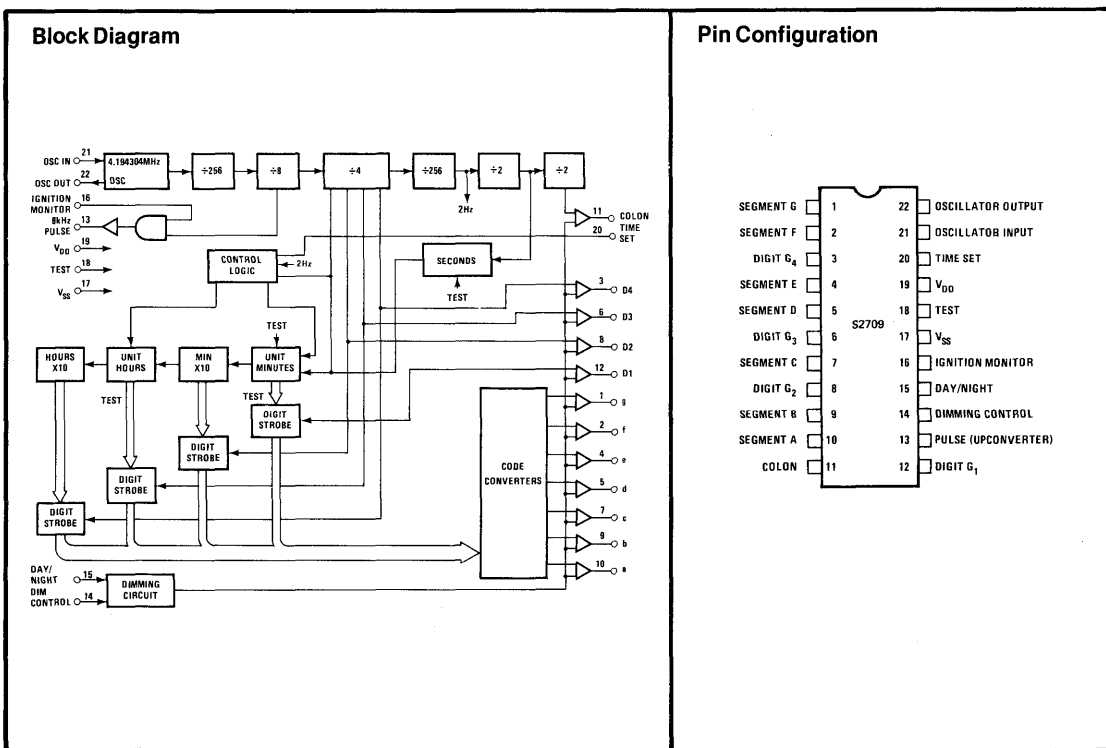 Block Diagram
Pin Configuration
OSC IN 21
OSC OUT 22
4.194304MHz
OSC
÷256
÷8
÷4
÷256
÷2
÷2
2Hz
IGNITION
MONITOR 16
8kHz
PULSE 13
VDD 19
TEST 18
VSS 17
11 COLON
20 TIME
SET
CONTROL
LOGIC
2Hz
SECONDS
TEST
3 D4
6 D3
8 D2
12 D1
TEST
HOURS
X10
UNIT
HOURS
MIN
X10
UNIT
MINUTES
TEST
TEST
DIGIT
STROBE
DIGIT
STROBE
DIGIT
STROBE
DIGIT
STROBE
CODE
CONVERTERS
1 g
2 f
4 e
5 d
7 c
9 b
10 a
DAY/
NIGHT 15
DIM
CONTROL 14
DIMMING
CIRCUIT
S2709
SEGMENT G 1
SEGMENT F 2
DIGIT G4 3
SEGMENT E 4
SEGMENT D 5
DIGIT G3 6
SEGMENT C 7
DIGIT G2 8
SEGMENT B 9
SEGMENT A 10
COLON 11
22 OSCILLATOR OUTPUT
21 OSCILLATOR INPUT
20 TIME SET
19 VDD
18 TEST
17 VSS
16 IGNITION MONITOR
15 DAY/NIGHT
14 DIMMING CONTROL
13 PULSE (UPCONVERTER)
12 DIGIT G1